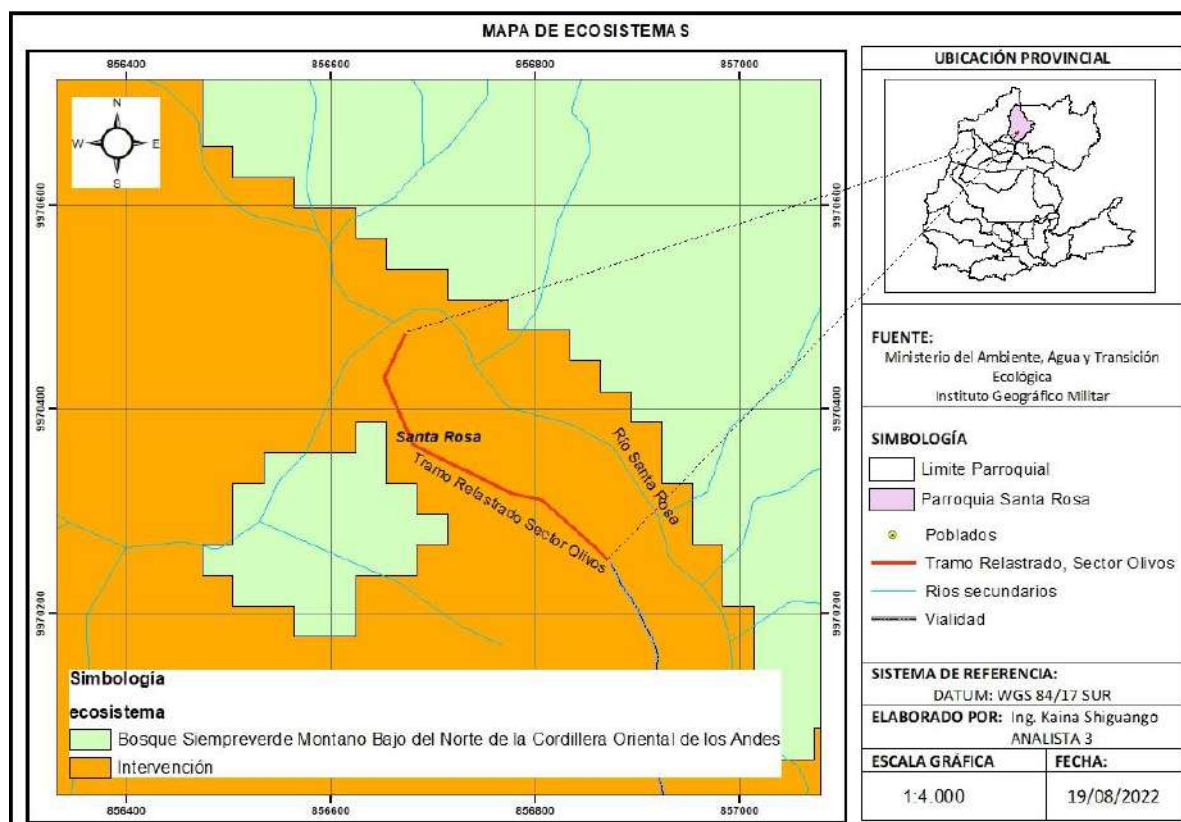 MAPA DE ECOSISTEMAS
856400
856600
856800
857000
N
W
E
S
9970600
9970600
9970400
9970400
9970200
9970200
Santa Rosa
Tramo Relastrado Sector Olivos
Río Santa Rosa
Simbología
ecosistema
Bosque Siempreverde Montano Bajo del Norte de la Cordillera Oriental de los Andes
Intervención
856400
856600
856800
857000
UBICACIÓN PROVINCIAL
FUENTE:
Ministerio del Ambiente, Agua y Transición
Ecológica
Instituto Geográfico Militar
SIMBOLOGÍA
Limite Parroquial
Parroquia Santa Rosa
Poblados
Tramo Relastrado, Sector Olivos
Rios secundarios
Vialidad
SISTEMA DE REFERENCIA:
DATUM: WGS 84/17 SUR
ELABORADO POR: Ing. Kaina Shiguango
ANALISTA 3
ESCALA GRÁFICA
FECHA:
1:4.000
19/08/2022